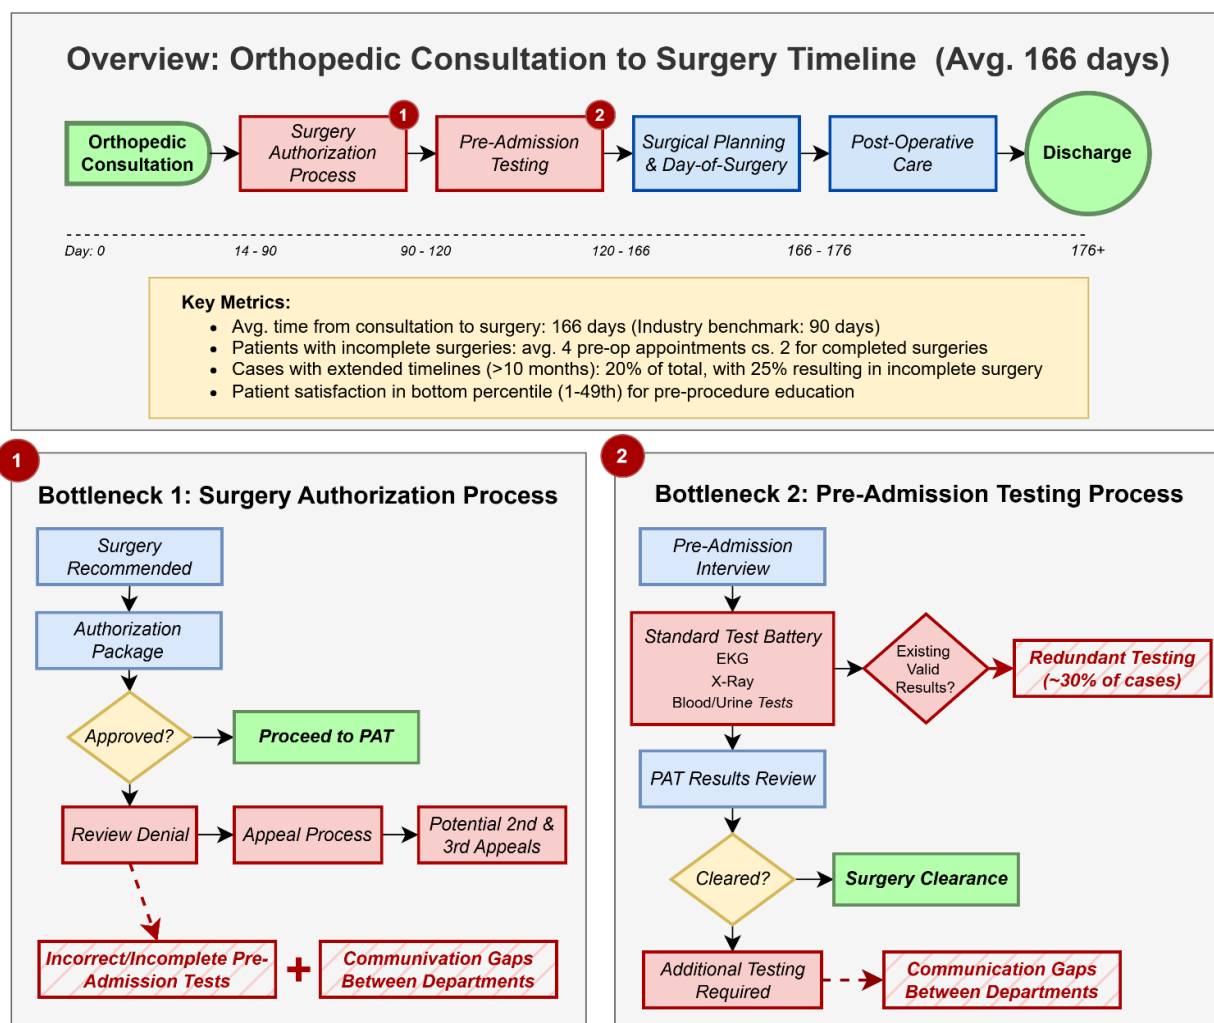 Overview: Orthopedic Consultation to Surgery Timeline (Avg. 166 days)
Orthopedic
Consultation
1
Surgery
Authorization
Process
2
Pre-Admission
Testing
Surgical Planning
& Day-of-Surgery
Post-Operative
Care
Discharge
Day: 0
14 - 90
90 - 120
120 - 166
166 - 176
176+
Key Metrics:
• Avg. time from consultation to surgery: 166 days (Industry benchmark: 90 days)
• Patients with incomplete surgeries: avg. 4 pre-op appointments cs. 2 for completed surgeries
• Cases with extended timelines (>10 months): 20% of total, with 25% resulting in incomplete surgery
• Patient satisfaction in bottom percentile (1-49th) for pre-procedure education
1
Bottleneck 1: Surgery Authorization Process
Surgery
Recommended
Authorization
Package
Approved?
Proceed to PAT
Review Denial
Appeal Process
Potential 2nd &
3rd Appeals
Incorrect/Incomplete Pre-
Admission Tests
+
Communivation Gaps
Between Departments
2
Bottleneck 2: Pre-Admission Testing Process
Pre-Admission
Interview
Standard Test Battery
EKG
X-Ray
Blood/Urine Tests
Existing
Valid
Results?
Redundant Testing
(~30% of cases)
PAT Results Review
Cleared?
Surgery Clearance
Additional Testing
Required
Communication Gaps
Between Departments